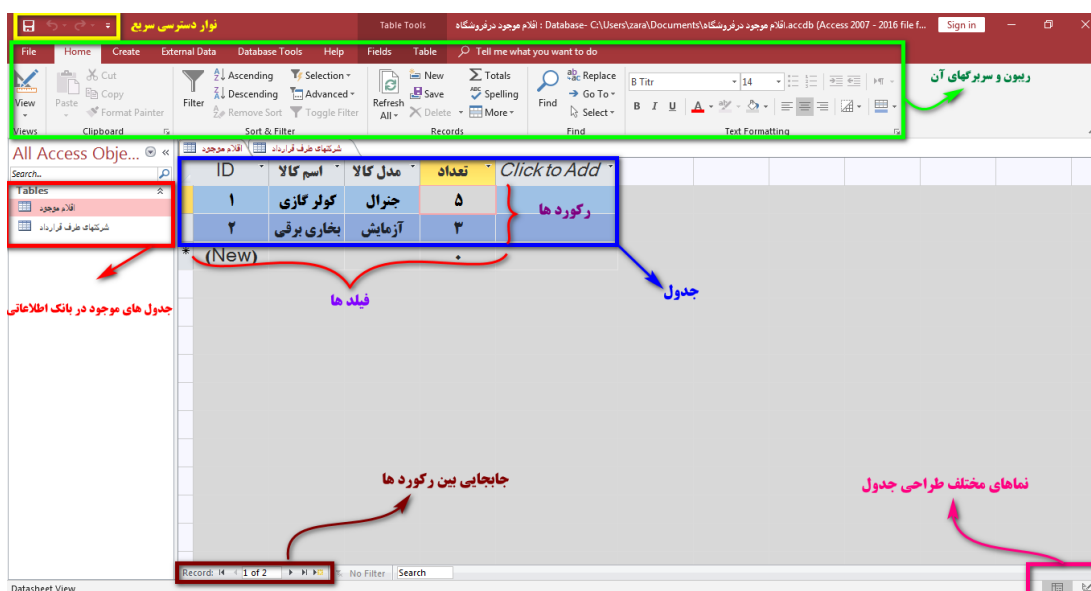 نوار دسترسی سریع
Table Tools
اقلام موجود درفروشگاه : Database- C:\Users\zara\Documents\اقلام موجود درفروشگاه.accdb (Access 2007 - 2016 file f...
Sign in
File Home Create External Data Database Tools Help Fields Table Tell me what you want to do
View
Paste
Cut
Copy
Format Painter
Filter
Ascending
Descending
Remove Sort
Selection
Advanced
Toggle Filter
Refresh All
New
Save
Delete
Totals
Spelling
More
Find
Replace
Go To
Select
B Titr
14
B I U A
ریبون و سربرگهای آن
Views Clipboard Sort & Filter Records Find Text Formatting
All Access Obje...
Search...
Tables
اقلام موجود
شرکتهای طرف قرارداد
اقلام موجود
شرکتهای طرف قرارداد
ID اسم کالا مدل کالا تعداد Click to Add
۱ کولر گازی جنرال ۵
۲ بخاری برقی آزمایش ۳
(New) ۰
رکورد ها
جدول
فیلد ها
جدول های موجود در بانک اطلاعاتی
جابجایی بین رکورد ها
نماهای مختلف طراحی جدول
Record: 1 of 2 No Filter Search
Datasheet View